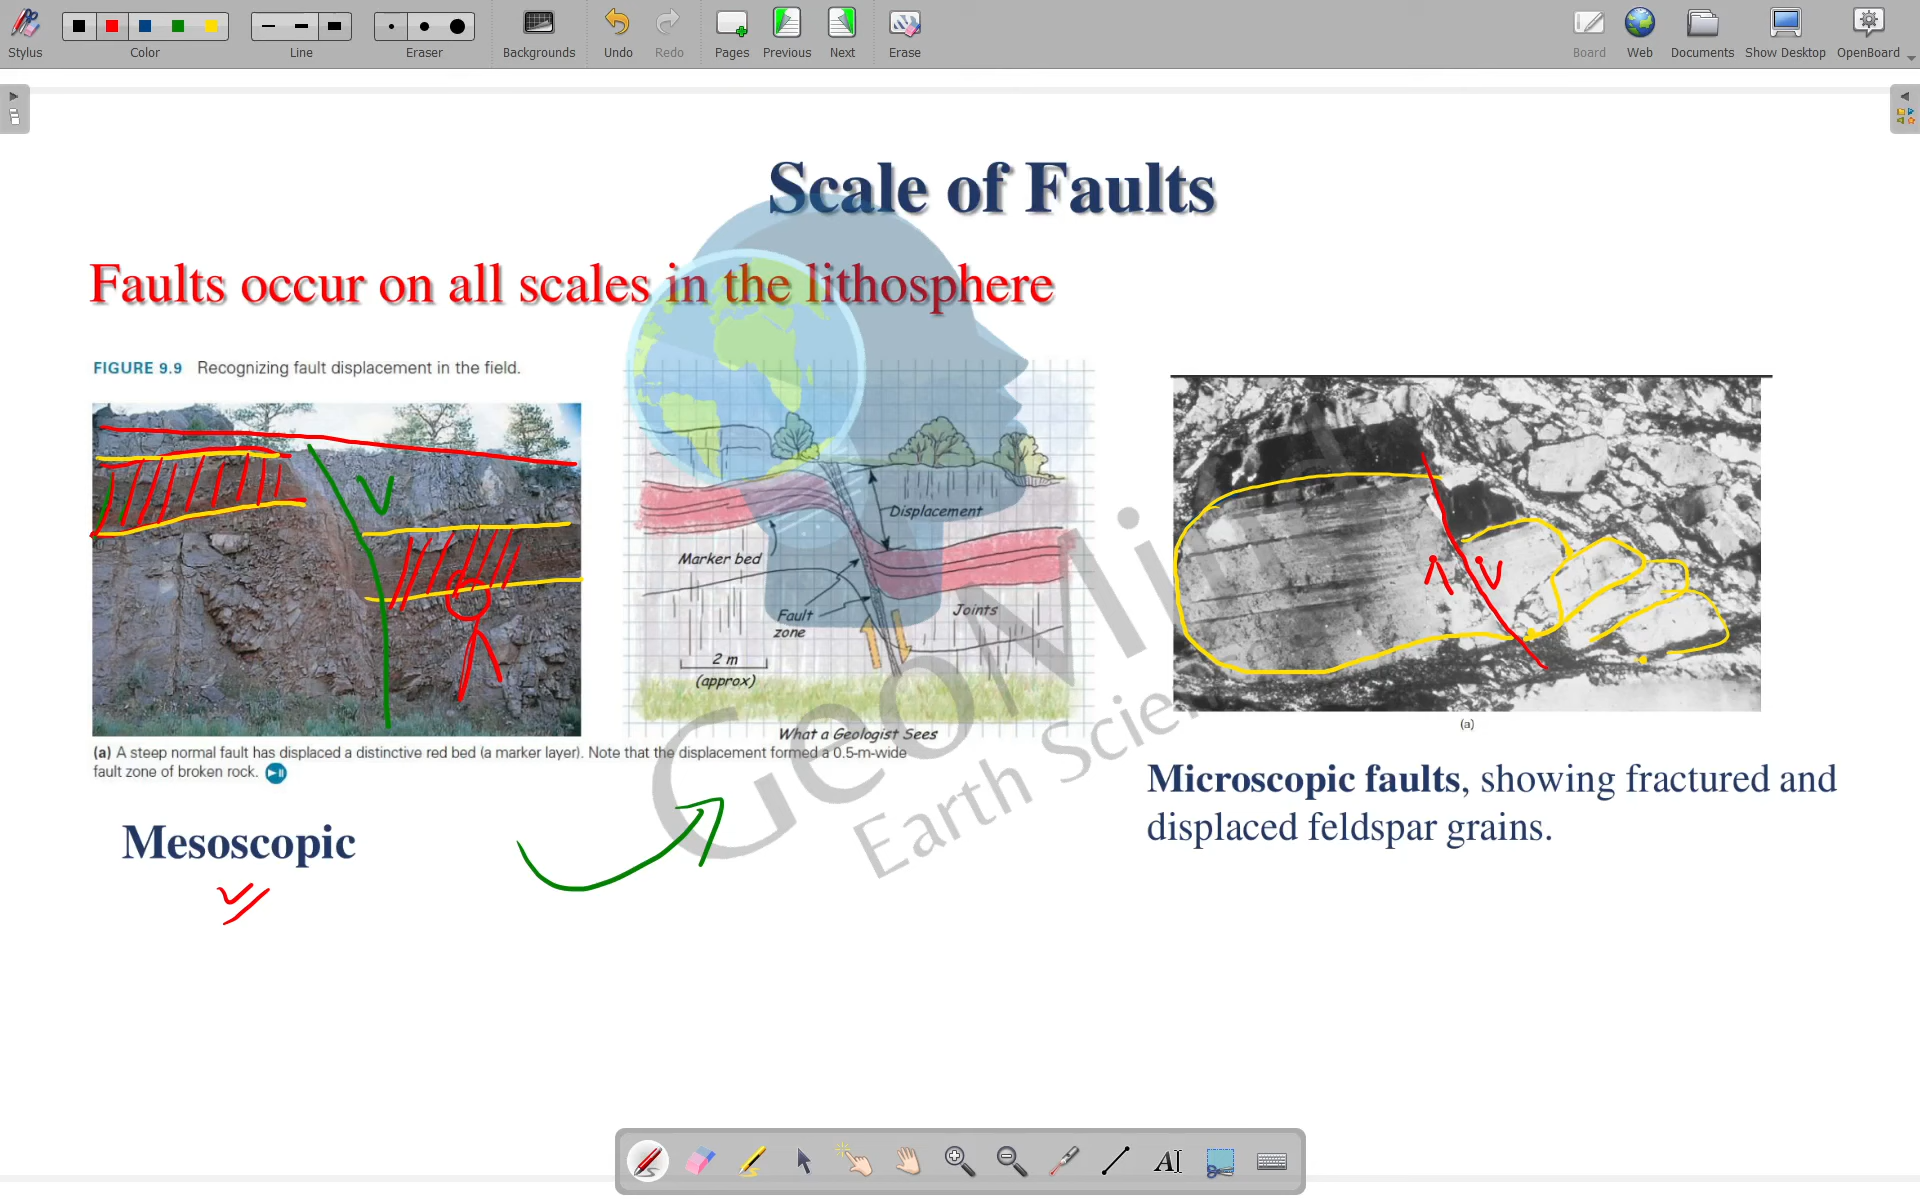 Stylus
Color
Line
Eraser
Backgrounds
Undo
Redo
Pages
Previous
Next
Erase
Board
Web
Documents
Show Desktop
OpenBoard
Scale of Faults
Faults occur on all scales in the lithosphere
FIGURE 9.9 Recognizing fault displacement in the field.
Displacement
Marker bed
Fault
zone
Joints
2 m
(approx)
What a Geologist Sees
(a) A steep normal fault has displaced a distinctive red bed (a marker layer). Note that the displacement formed a 0.5-m-wide
fault zone of broken rock.
(a)
Mesoscopic
Microscopic faults, showing fractured and
displaced feldspar grains.
Earth